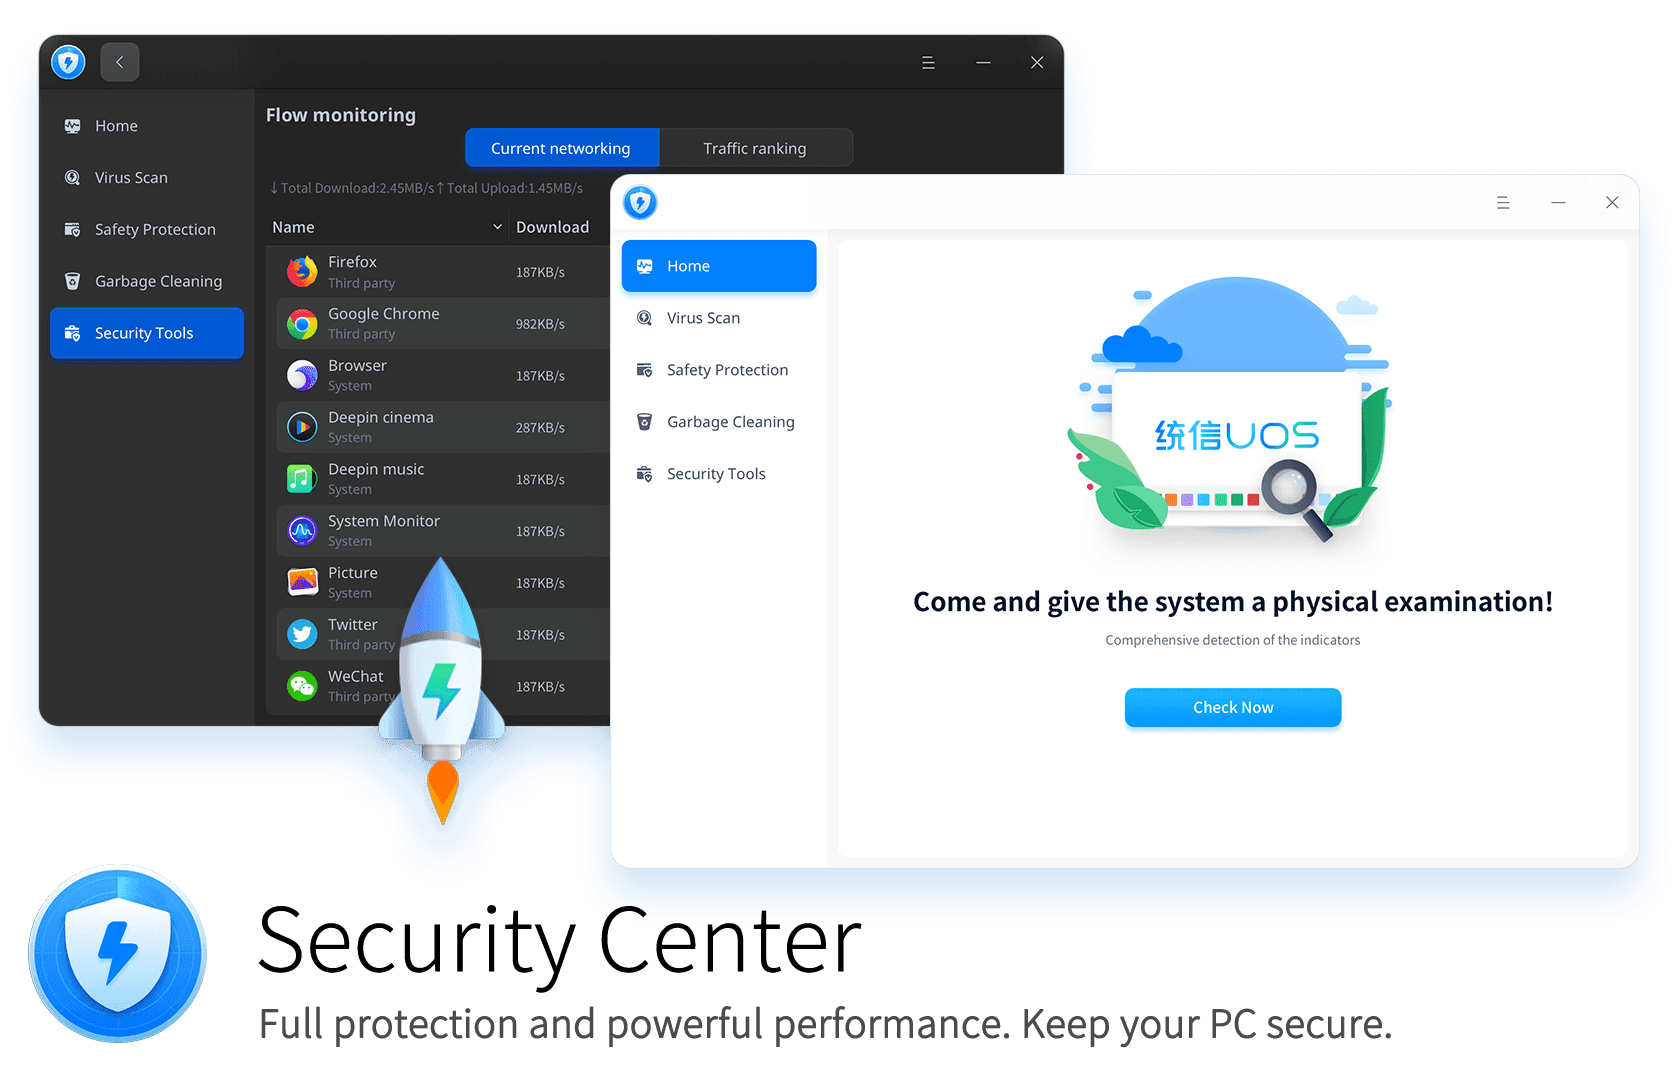 Home
Virus Scan
Safety Protection
Garbage Cleaning
Security Tools
Flow monitoring
Current networking
Traffic ranking
↓Total Download:2.45MB/s↑Total Upload:1.45MB/s
Name Download
Firefox
Third party
187KB/s
Google Chrome
Third party
982KB/s
Browser
System
187KB/s
Deepin cinema
System
287KB/s
Deepin music
System
187KB/s
System Monitor
System
187KB/s
Picture
System
187KB/s
Twitter
Third party
187KB/s
WeChat
Third party
187KB/s
Home
Virus Scan
Safety Protection
Garbage Cleaning
Security Tools
统信UOS
Come and give the system a physical examination!
Comprehensive detection of the indicators
Check Now
Security Center
Full protection and powerful performance. Keep your PC secure.